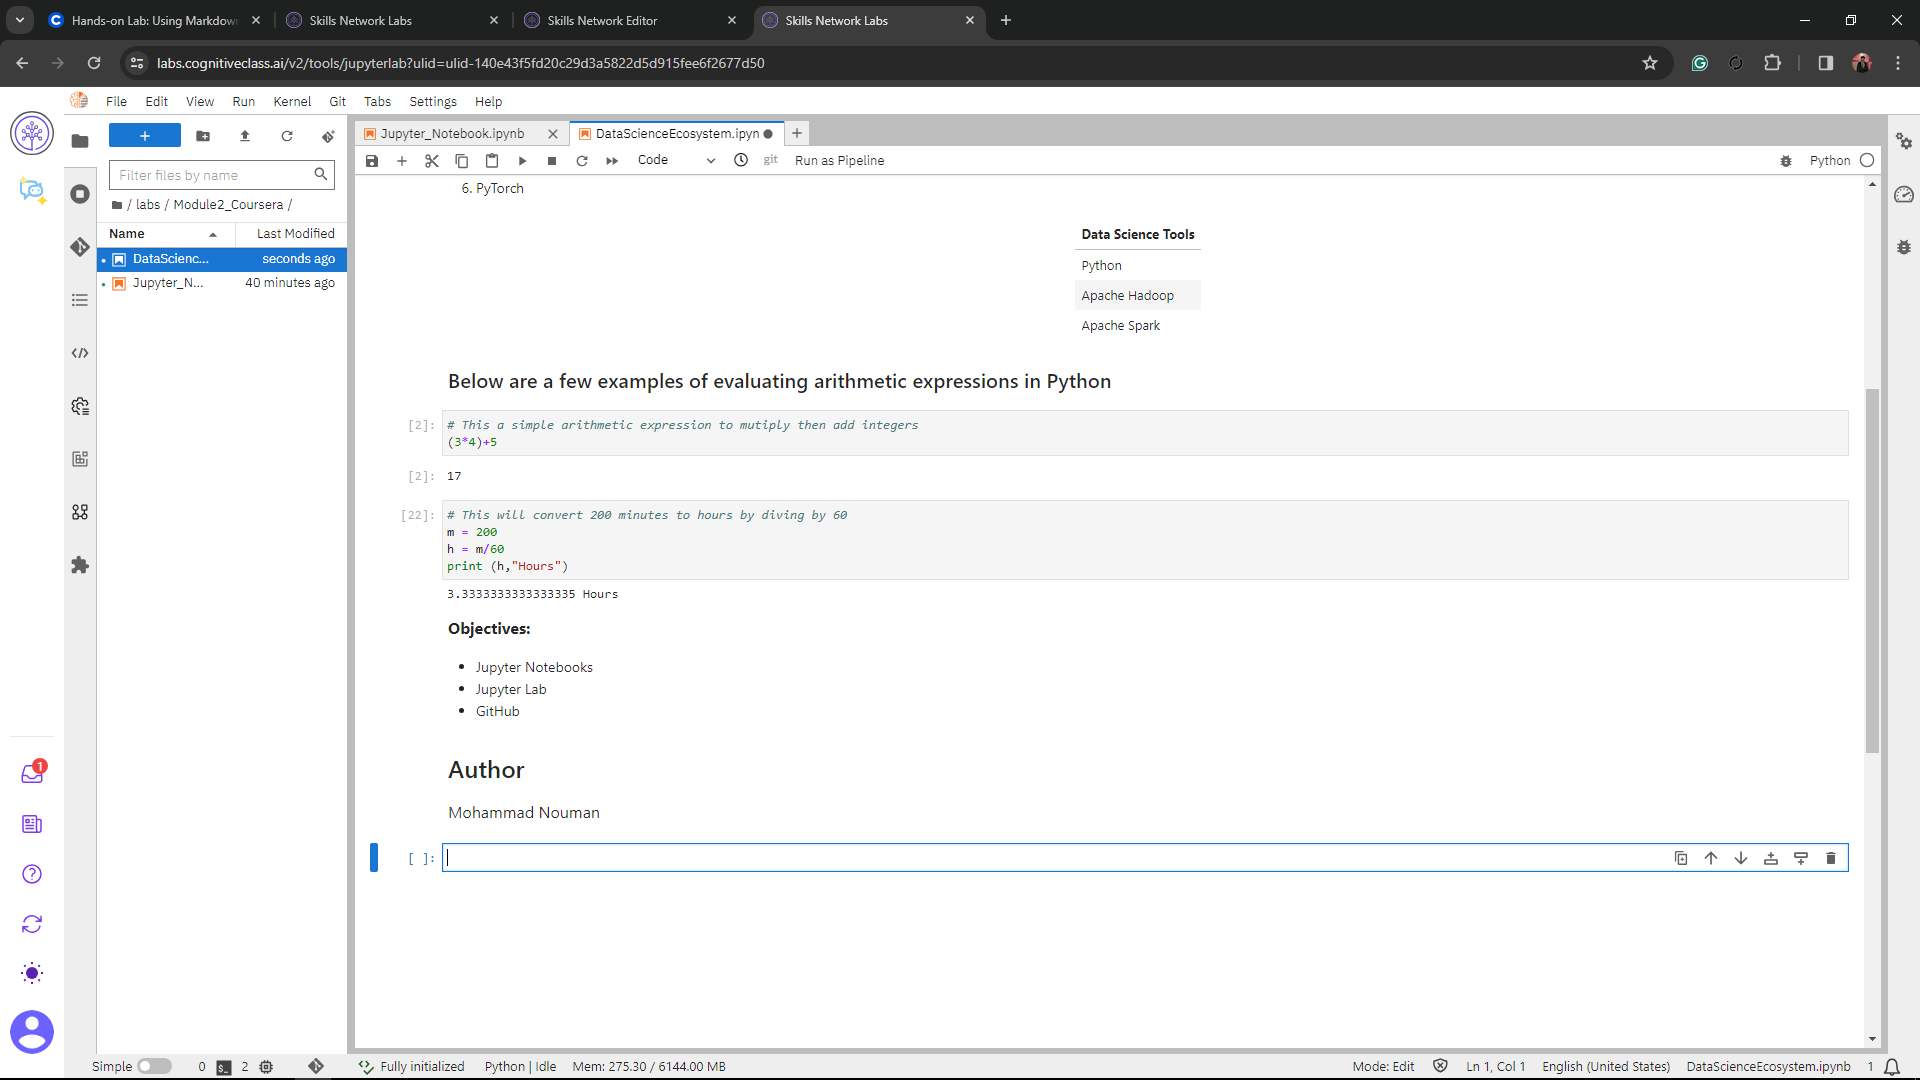 Hands-on Lab: Using Markdow
Skills Network Labs
Skills Network Editor
Skills Network Labs
labs.cognitiveclass.ai/v2/tools/jupyterlab?ulid=ulid-140e43f5fd20c29d3a5822d5d915fee6f2677d50
File Edit View Run Kernel Git Tabs Settings Help
Filter files by name
/ labs / Module2_Coursera /
Name Last Modified
DataScienc... seconds ago
Jupyter_N... 40 minutes ago
Jupyter_Notebook.ipynb
DataScienceEcosystem.ipyn
Code git Run as Pipeline Python
6. PyTorch
Data Science Tools
Python
Apache Hadoop
Apache Spark
Below are a few examples of evaluating arithmetic expressions in Python
[2]: # This a simple arithmetic expression to mutiply then add integers
(3*4)+5
[2]: 17
[22]: # This will convert 200 minutes to hours by diving by 60
m = 200
h = m/60
print (h,"Hours")
3.3333333333333335 Hours
Objectives:
• Jupyter Notebooks
• Jupyter Lab
• GitHub
Author
Mohammad Nouman
[ ]:
1
Simple 0 $_ 2 Fully initialized Python | Idle Mem: 275.30 / 6144.00 MB Mode: Edit Ln 1, Col 1 English (United States) DataScienceEcosystem.ipynb 1